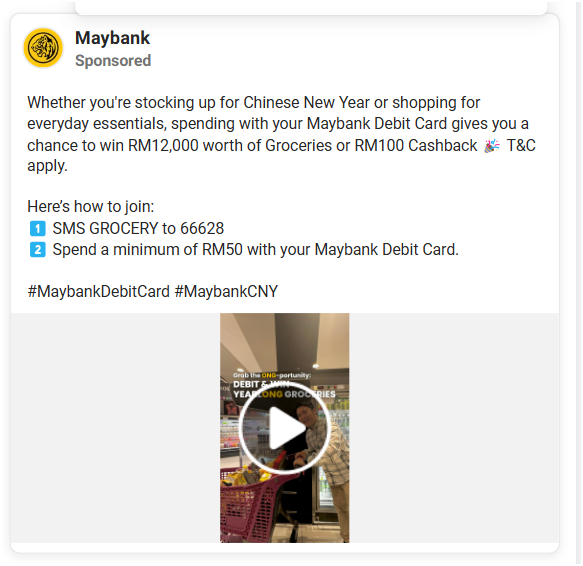 Maybank
Sponsored
Whether you're stocking up for Chinese New Year or shopping for
everyday essentials, spending with your Maybank Debit Card gives you a
chance to win RM12,000 worth of Groceries or RM100 Cashback 🎉 T&C
apply.
Here’s how to join:
1️⃣ SMS GROCERY to 66628
2️⃣ Spend a minimum of RM50 with your Maybank Debit Card.
#MaybankDebitCard #MaybankCNY
Grab the ONG-portunity:
DEBIT & WIN
YEARLONG GROCERIES